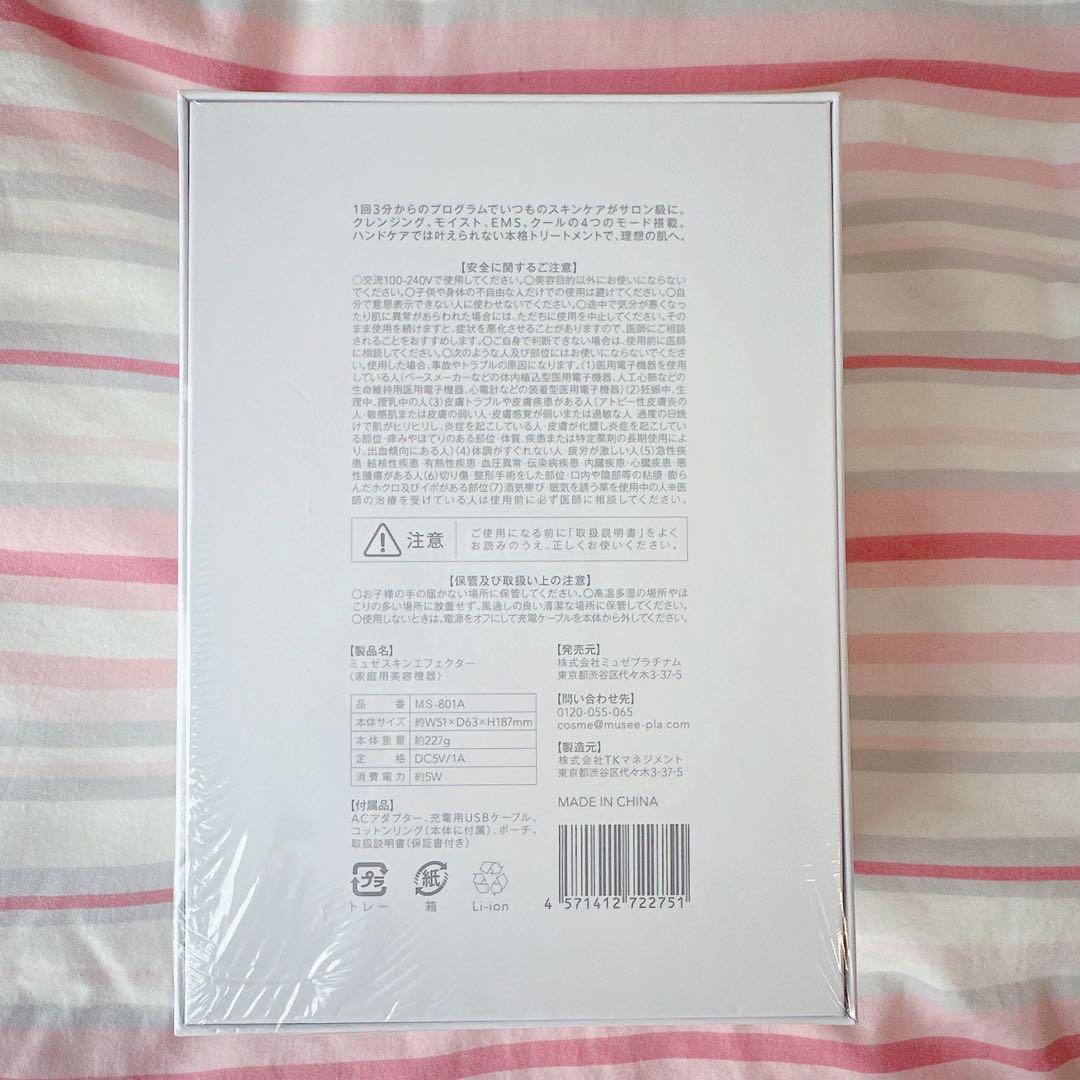 1回3分からのプログラムでいつものスキンケアがサロン級に。
クレンジング、モイスト、EMS、クールの4つのモード搭載。
ハンドケアでは叶えられない本格トリートメントで、理想の肌へ。
【安全に関するご注意】
〇交流100-240Vで使用してください。〇美容目的以外にお使いにならない
でください。〇子供や身体の不自由な人だけでの使用は避けてください。〇自
分で意思表示できない人に使わせないでください。〇途中で気分が悪くなっ
たり肌に異常があらわれた場合には、ただちに使用を中止してください。その
まま使用を続けますと、症状を悪化させることがありますので、医師にご相談
されることをおすすめします。〇ご自身で判断できない場合は、使用前に医師
に相談してください。〇次のような人及び部位にはお使いにならないでくださ
い。使用した場合、事故やトラブルの原因になります。(1)医用電子機器を使用
している人(ペースメーカーなどの体内植込型医用電子機器、人工心肺などの
生命維持用医用電子機器、心電計などの装着型医用電子機器)(2)妊娠中、生
理中、授乳中の人(3)皮膚トラブルや皮膚疾患がある人(アトピー性皮膚炎の
人・敏感肌または皮膚の弱い人・皮膚感覚が弱いまたは過敏な人・過度の日焼
けで肌がヒリヒリし、炎症を起こしている人・皮膚が化膿し炎症を起こしてい
る部位・痒みやほてりのある部位・体質、疾患または特定薬剤の長期使用によ
り、出血傾向にある人)(4)体調がすぐれない・疲労が激しい人(5)急性疾
患・結核性疾患・有熱性疾患・血圧異常・伝染病疾患・内臓疾患・心臓疾患・悪
性腫瘍がある人(6)切り傷・整形手術をした部位・口内や陰部等の粘膜・膨ら
んだホクロ及びイボがある部位(7)酒気帯び・眠気を誘う薬を使用中の人※医
師の治療を受けている人は使用前に必ず医師に相談してください。
注意
ご使用になる前に「取扱説明書」をよく
お読みのうえ、正しくお使いください。
【保管及び取扱い上の注意】
〇お子様の手の届かない場所に保管してください。〇高温多湿の場所やほ
こりの多い場所に放置せず、風通しの良い清潔な場所に保管してください。
〇使用しないときは、電源をオフにして充電ケーブルを本体から外してください。
【製品名】
ミュゼスキンエフェクター
〈家庭用美容機器〉
品番 MS-801A
本体サイズ 約W51×D63×H187mm
本体重量 約227g
定格 DC5V/1A
消費電力 約5W
【付属品】
ACアダプター、充電用USBケーブル、
コットンリング(本体に付属)、ポーチ、
取扱説明書(保証書付き)
プラ
トレー
紙
箱
Li-ion
【発売元】
株式会社ミュゼプラチナム
東京都渋谷区代々木3-37-5
【問い合わせ先】
0120-055-065
cosme@musee-pla.com
【製造元】
株式会社TKマネジメント
東京都渋谷区代々木3-37-5
MADE IN CHINA
4 571412 722751